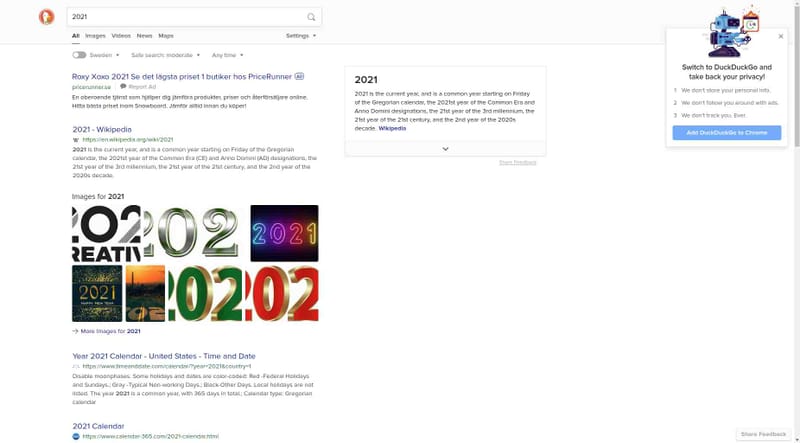 2021
All Images Videos News Maps Settings
Sweden Safe search: moderate Any time
Roxy Xoxo 2021 Se det lägsta priset 1 butiker hos PriceRunner AD
pricerunner.se Report Ad
En oberoende tjänst som hjälper dig jämföra produkter, priser och återförsäljare online.
Hitta bästa priset inom Snowboard. Jämför alltid innan du köper!
2021 - Wikipedia
https://en.wikipedia.org/wiki/2021
2021 is the current year, and is a common year starting on Friday of the Gregorian
calendar, the 2021st year of the Common Era (CE) and Anno Domini (AD) designations, the
21st year of the 3rd millennium, the 21st year of the 21st century, and the 2nd year of the
2020s decade.
Images for 2021
202
CREATIV
202
2021
2021
HAPPY NEW YEAR
202
202
More Images for 2021
Year 2021 Calendar - United States - Time and Date
https://www.timeanddate.com/calendar/?year=2021&country=1
Disable moonphases. Some holidays and dates are color-coded: Red -Federal Holidays
and Sundays.; Gray -Typical Non-working Days.; Black-Other Days. Local holidays are not
listed. The year 2021 is a common year, with 365 days in total.; Calendar type: Gregorian
calendar
2021 Calendar
https://www.calendar-365.com/2021-calendar.html
2021
2021 is the current year, and is a common year starting on Friday
of the Gregorian calendar, the 2021st year of the Common Era and
Anno Domini designations, the 21st year of the 3rd millennium, the
21st year of the 21st century, and the 2nd year of the 2020s
decade. Wikipedia
Share Feedback
Switch to DuckDuckGo and
take back your privacy!
1 We don't store your personal info.
2 We don't follow you around with ads.
3 We don't track you. Ever.
Add DuckDuckGo to Chrome
Share Feedback